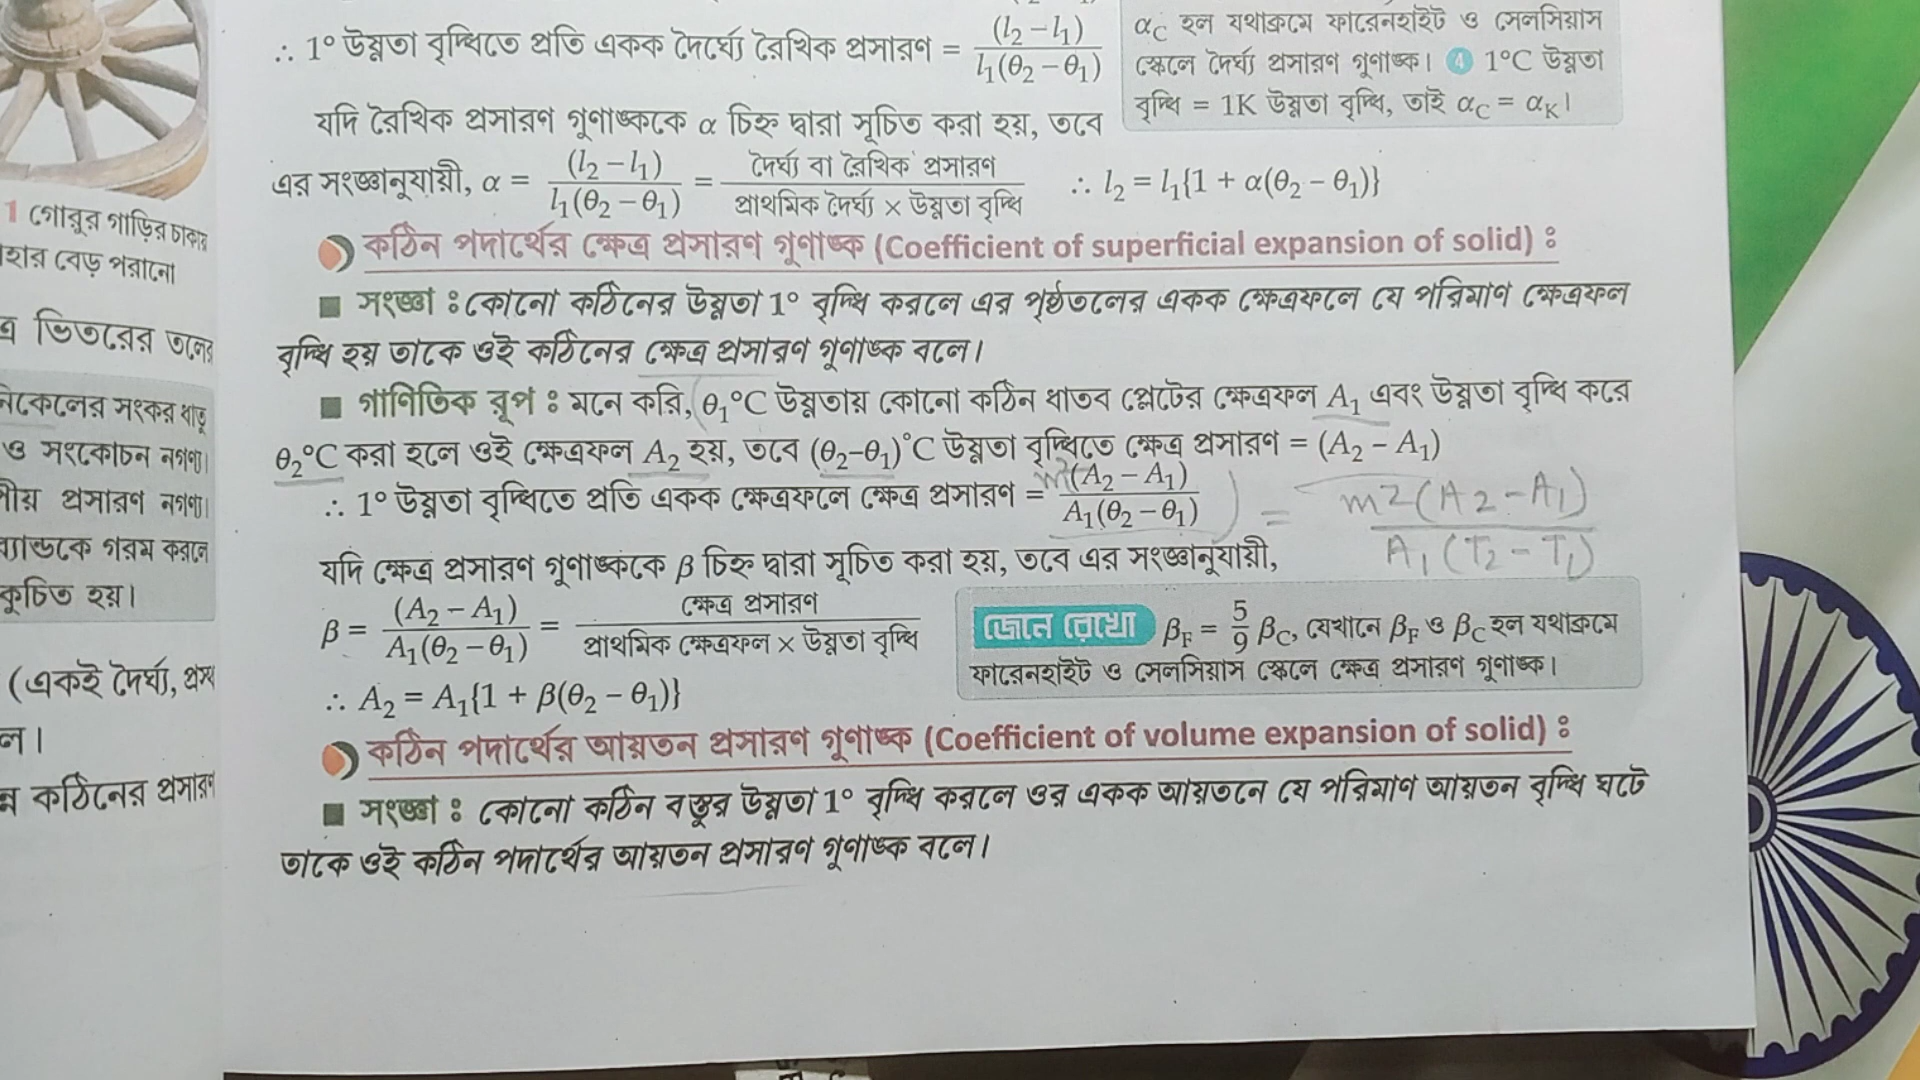 ∴ 1° উষ্ণতা বৃদ্ধিতে প্রতি একক দৈর্ঘ্যে রৈখিক প্রসারণ = (l₂ – l₁) / l₁(θ₂ – θ₁)
যদি রৈখিক প্রসারণ গুণাঙ্ককে α চিহ্ন দ্বারা সূচিত করা হয়, তবে
এর সংজ্ঞানুযায়ী, α = (l₂ – l₁) / l₁(θ₂ – θ₁) = দৈর্ঘ্য বা রৈখিক প্রসারণ / প্রাথমিক দৈর্ঘ্য × উষ্ণতা বৃদ্ধি ∴ l₂ = l₁{1 + α(θ₂ – θ₁)}
α_C হল যথাক্রমে ফারেনহাইট ও সেলসিয়াস
স্কেলে দৈর্ঘ্য প্রসারণ গুণাঙ্ক। 4 1°C উষ্ণতা
বৃদ্ধি = 1K উষ্ণতা বৃদ্ধি, তাই α_C = α_K।
কঠিন পদার্থের ক্ষেত্র প্রসারণ গুণাঙ্ক (Coefficient of superficial expansion of solid) ঃ
■ সংজ্ঞা ঃ কোনো কঠিনের উষ্ণতা 1° বৃদ্ধি করলে এর পৃষ্ঠতলের একক ক্ষেত্রফলে যে পরিমাণ ক্ষেত্রফল
বৃদ্ধি হয় তাকে ওই কঠিনের ক্ষেত্র প্রসারণ গুণাঙ্ক বলে।
■ গাণিতিক রূপ ঃ মনে করি, θ₁°C উষ্ণতায় কোনো কঠিন ধাতব প্লেটের ক্ষেত্রফল A₁ এবং উষ্ণতা বৃদ্ধি করে
θ₂°C করা হলে ওই ক্ষেত্রফল A₂ হয়, তবে (θ₂–θ₁)°C উষ্ণতা বৃদ্ধিতে ক্ষেত্র প্রসারণ = (A₂ – A₁)
∴ 1° উষ্ণতা বৃদ্ধিতে প্রতি একক ক্ষেত্রফলে ক্ষেত্র প্রসারণ = m²(A₂ – A₁) / A₁(θ₂ – θ₁) = m2(A2 – A1) / A1(T2 – T1)
যদি ক্ষেত্র প্রসারণ গুণাঙ্ককে β চিহ্ন দ্বারা সূচিত করা হয়, তবে এর সংজ্ঞানুযায়ী,
β = (A₂ – A₁) / A₁(θ₂ – θ₁) = ক্ষেত্র প্রসারণ / প্রাথমিক ক্ষেত্রফল × উষ্ণতা বৃদ্ধি
∴ A₂ = A₁{1 + β(θ₂ – θ₁)}
জেনে রেখো β_F = 5/9 β_C, যেখানে β_F ও β_C হল যথাক্রমে
ফারেনহাইট ও সেলসিয়াস স্কেলে ক্ষেত্র প্রসারণ গুণাঙ্ক।
কঠিন পদার্থের আয়তন প্রসারণ গুণাঙ্ক (Coefficient of volume expansion of solid) ঃ
■ সংজ্ঞা ঃ কোনো কঠিন বস্তুর উষ্ণতা 1° বৃদ্ধি করলে ওর একক আয়তনে যে পরিমাণ আয়তন বৃদ্ধি ঘটে
তাকে ওই কঠিন পদার্থের আয়তন প্রসারণ গুণাঙ্ক বলে।
1 গোরুর গাড়ির চাকায়
হার বেড় পরানো
ভিতরের তলের
নিকেলের সংকর ধাতু
ও সংকোচন নগণ্য।
প্রসারণ নগণ্য।
গরম করলে
কুচিত হয়।
(একই দৈর্ঘ্য,
ল।
কঠিনের প্রসারণ